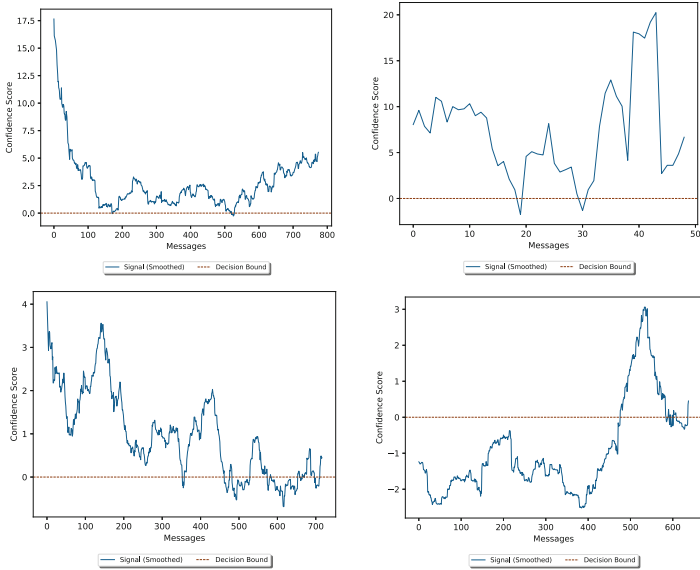 17.5
15.0
12.5
10.0
7.5
5.0
2.5
0.0
Confidence Score
0 100 200 300 400 500 600 700 800
Messages
Signal (Smoothed) Decision Bound
20
15
10
5
0
Confidence Score
0 10 20 30 40 50
Messages
Signal (Smoothed) Decision Bound
4
3
2
1
0
Confidence Score
0 100 200 300 400 500 600 700
Messages
Signal (Smoothed) Decision Bound
3
2
1
0
−1
−2
Confidence Score
0 100 200 300 400 500 600
Messages
Signal (Smoothed) Decision Bound